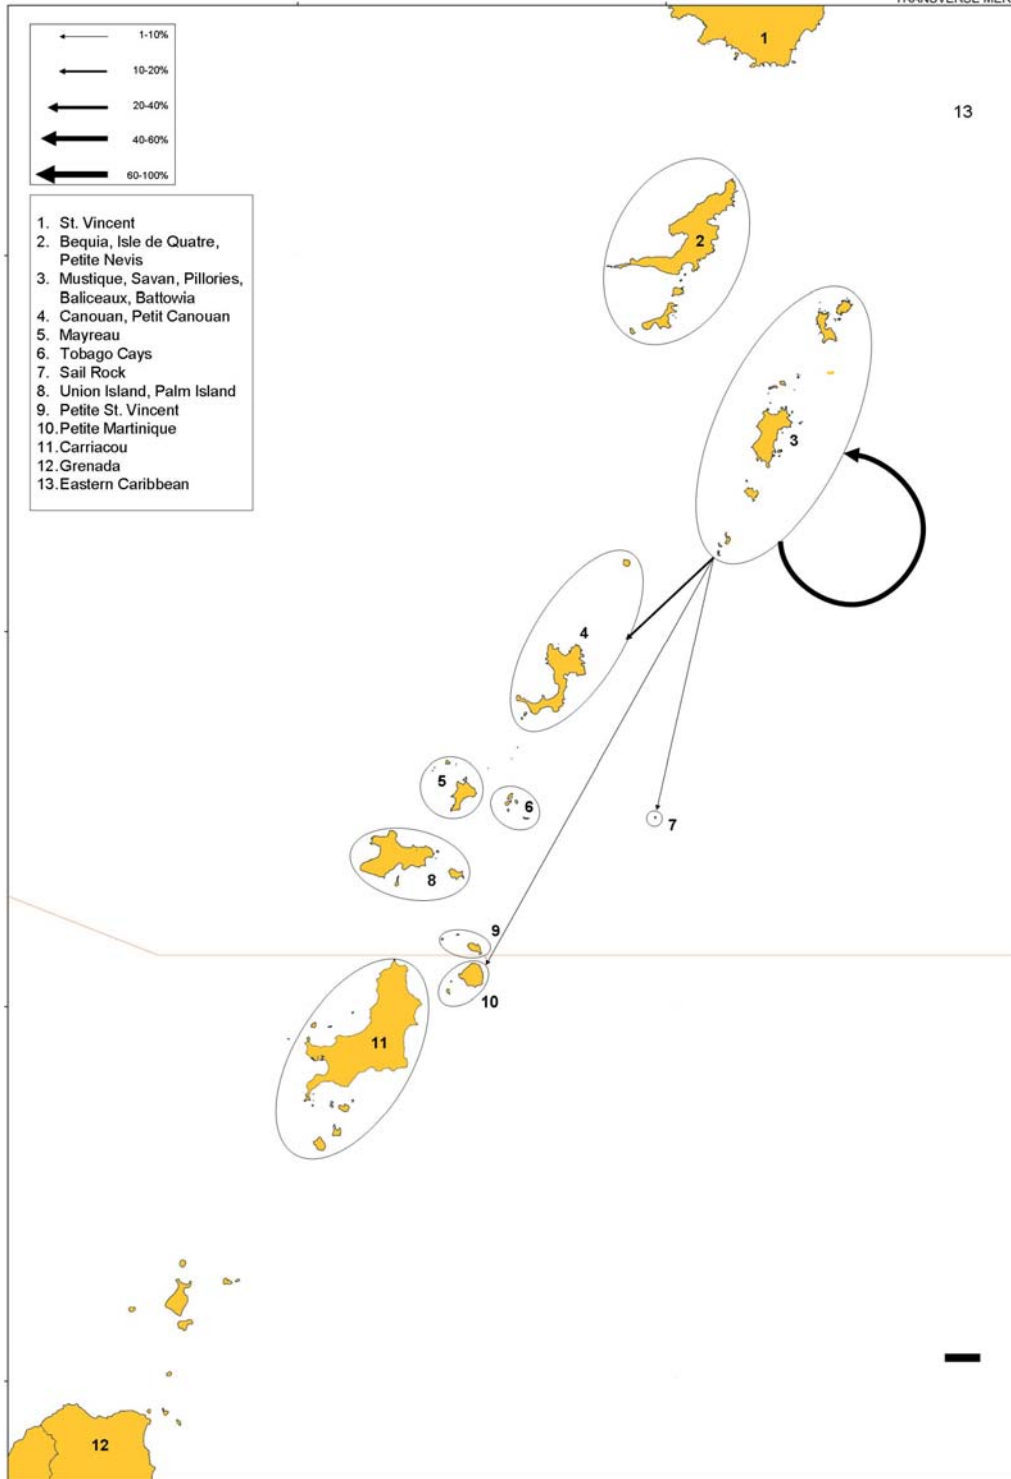 1-10%
10-20%
20-40%
40-60%
60-100%
1. St. Vincent
2. Bequia, Isle de Quatre,
Petite Nevis
3. Mustique, Savan, Pillories,
Baliceaux, Battowia
4. Canouan, Petit Canouan
5. Mayreau
6. Tobago Cays
7. Sail Rock
8. Union Island, Palm Island
9. Petite St. Vincent
10. Petite Martinique
11. Carriacou
12. Grenada
13. Eastern Caribbean
1
13
2
3
4
5
6
7
8
9
10
11
12